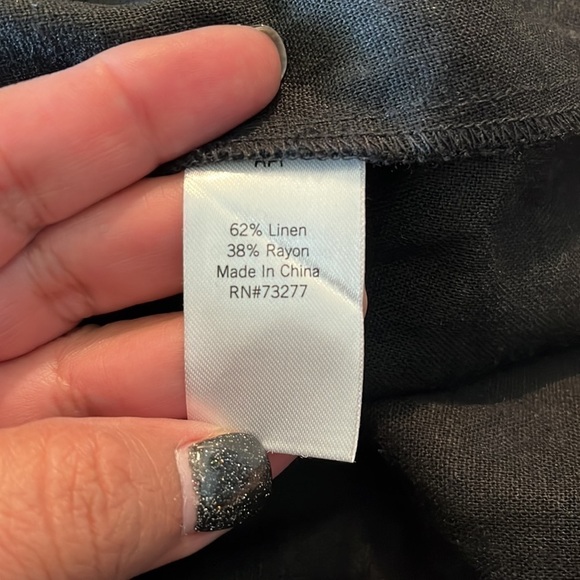 62% Linen
38% Rayon
Made In China
RN#73277